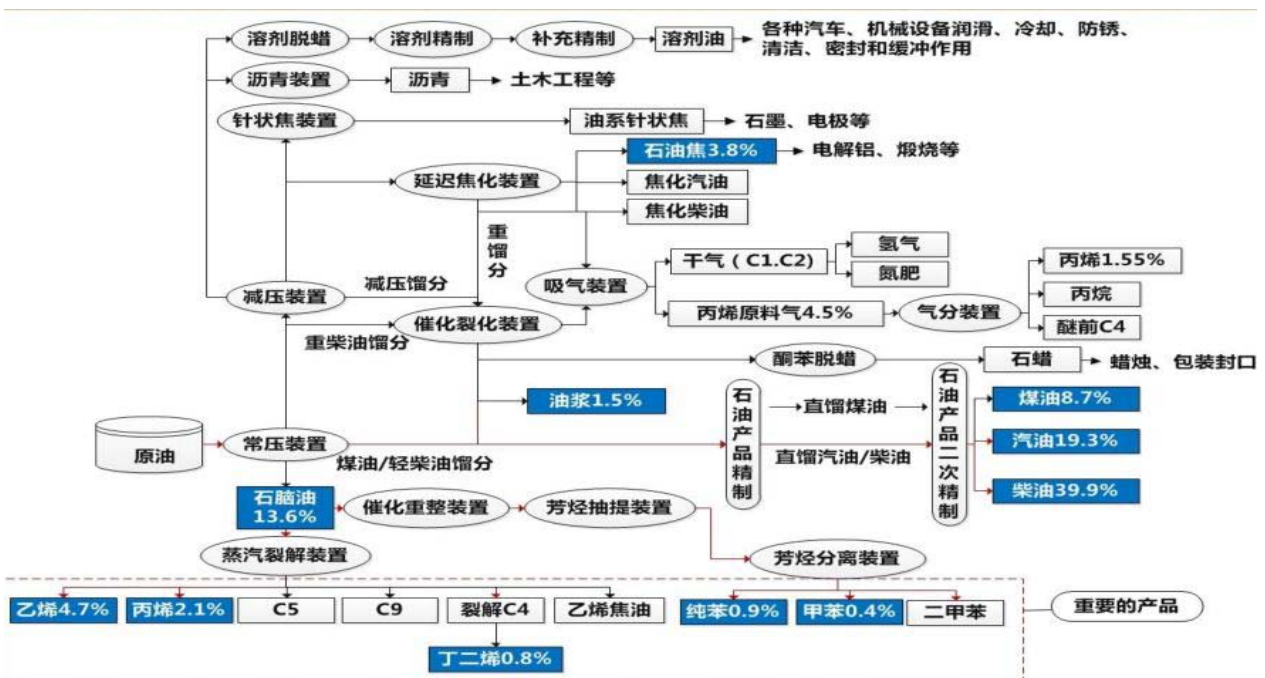 溶剂脱蜡
溶剂精制
补充精制
溶剂油
各种汽车、机械设备润滑、冷却、防锈、
清洁、密封和缓冲作用
沥青装置
沥青
土木工程等
针状焦装置
油系针状焦
石墨、电极等
石油焦3.8%
电解铝、煅烧等
延迟焦化装置
焦化汽油
焦化柴油
重馏分
氢气
干气（C1.C2)
氮肥
丙烯1.55%
减压装置
减压馏分
吸气装置
丙烷
丙烯原料气4.5%
气分装置
催化裂化装置
醚前C4
重柴油馏分
酮苯脱蜡
石蜡
蜡烛、包装封口
油浆1.5%
石油产品精制
直馏煤油
石油产品二次精制
煤油8.7%
原油
常压装置
煤油/轻柴油馏分
直馏汽油/柴油
汽油19.3%
柴油39.9%
石脑油
13.6%
催化重整装置
芳烃抽提装置
蒸汽裂解装置
芳烃分离装置
乙烯4.7%
丙烯2.1%
C5
C9
裂解C4
乙烯焦油
纯苯0.9%
甲苯0.4%
二甲苯
重要的产品
丁二烯0.8%